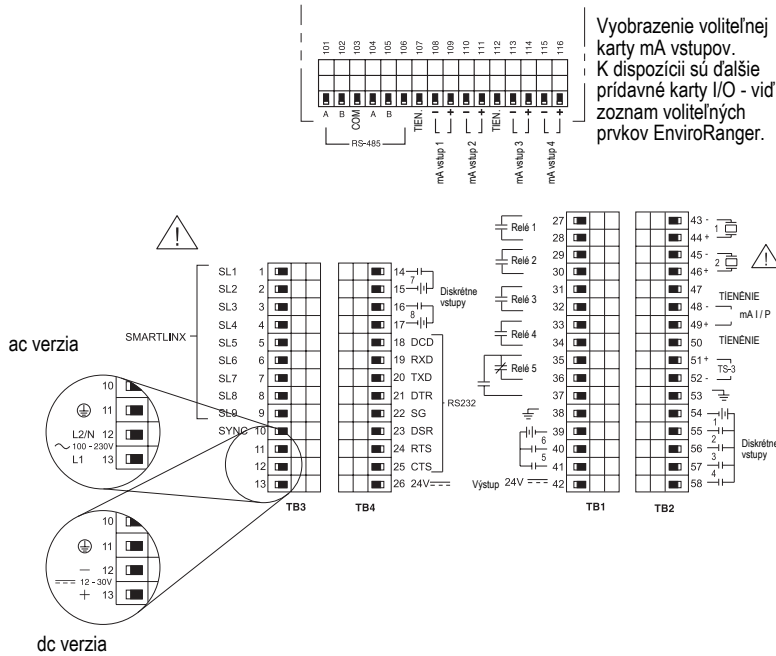 101 102 103 104 105 106 107 108 109 110 111 112 113 114 115 116
A B COM A B TIEN. − + − + TIEN. − + − +
RS-485
mA vstup 1
mA vstup 2
mA vstup 3
mA vstup 4
Vyobrazenie voliteľnej
karty mA vstupov.
K dispozícii sú ďalšie
prídavné karty I/O - viď
zoznam voliteľných
prvkov EnviroRanger.
!
SMARTLINX
SL1 1
SL2 2
SL3 3
SL4 4
SL5 5
SL6 6
SL7 7
SL8 8
SL9 9
SYNC 10
11
12
13
TB3
14
7
15
16
8
17
Diskrétne
vstupy
18 DCD
19 RXD
20 TXD
21 DTR
22 SG
23 DSR
24 RTS
25 CTS
RS232
26 24V
TB4
Relé 1
Relé 2
Relé 3
Relé 4
Relé 5
27
28
29
30
31
32
33
34
35
36
37
38
39
6
40
5
41
Výstup 24V 42
TB1
43 -
1
44 +
45 -
2
46 +
!
47 TÍENĚNIE
48 -
mA I / P
49 +
50 TÍENĚNIE
51 +
TS-3
52 -
53
54
1
55
2
56
3
57
4
58
Diskrétne
vstupy
TB2
ac verzia
10
11
L2/N 12
100 - 230V
L1 13
10
11
− 12
12 - 30V
+ 13
dc verzia